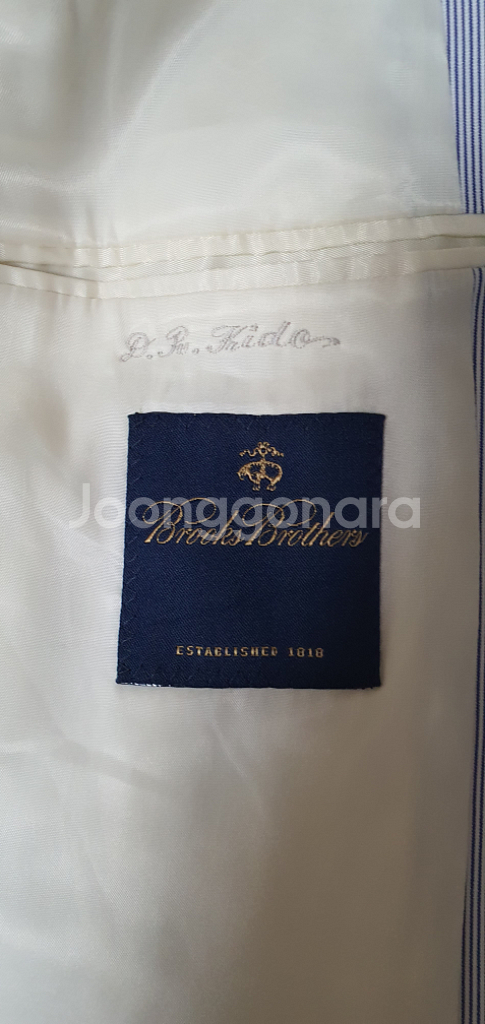 D. R. Kido
Joonggonara
Brooks Brothers
ESTABLISHED 1818